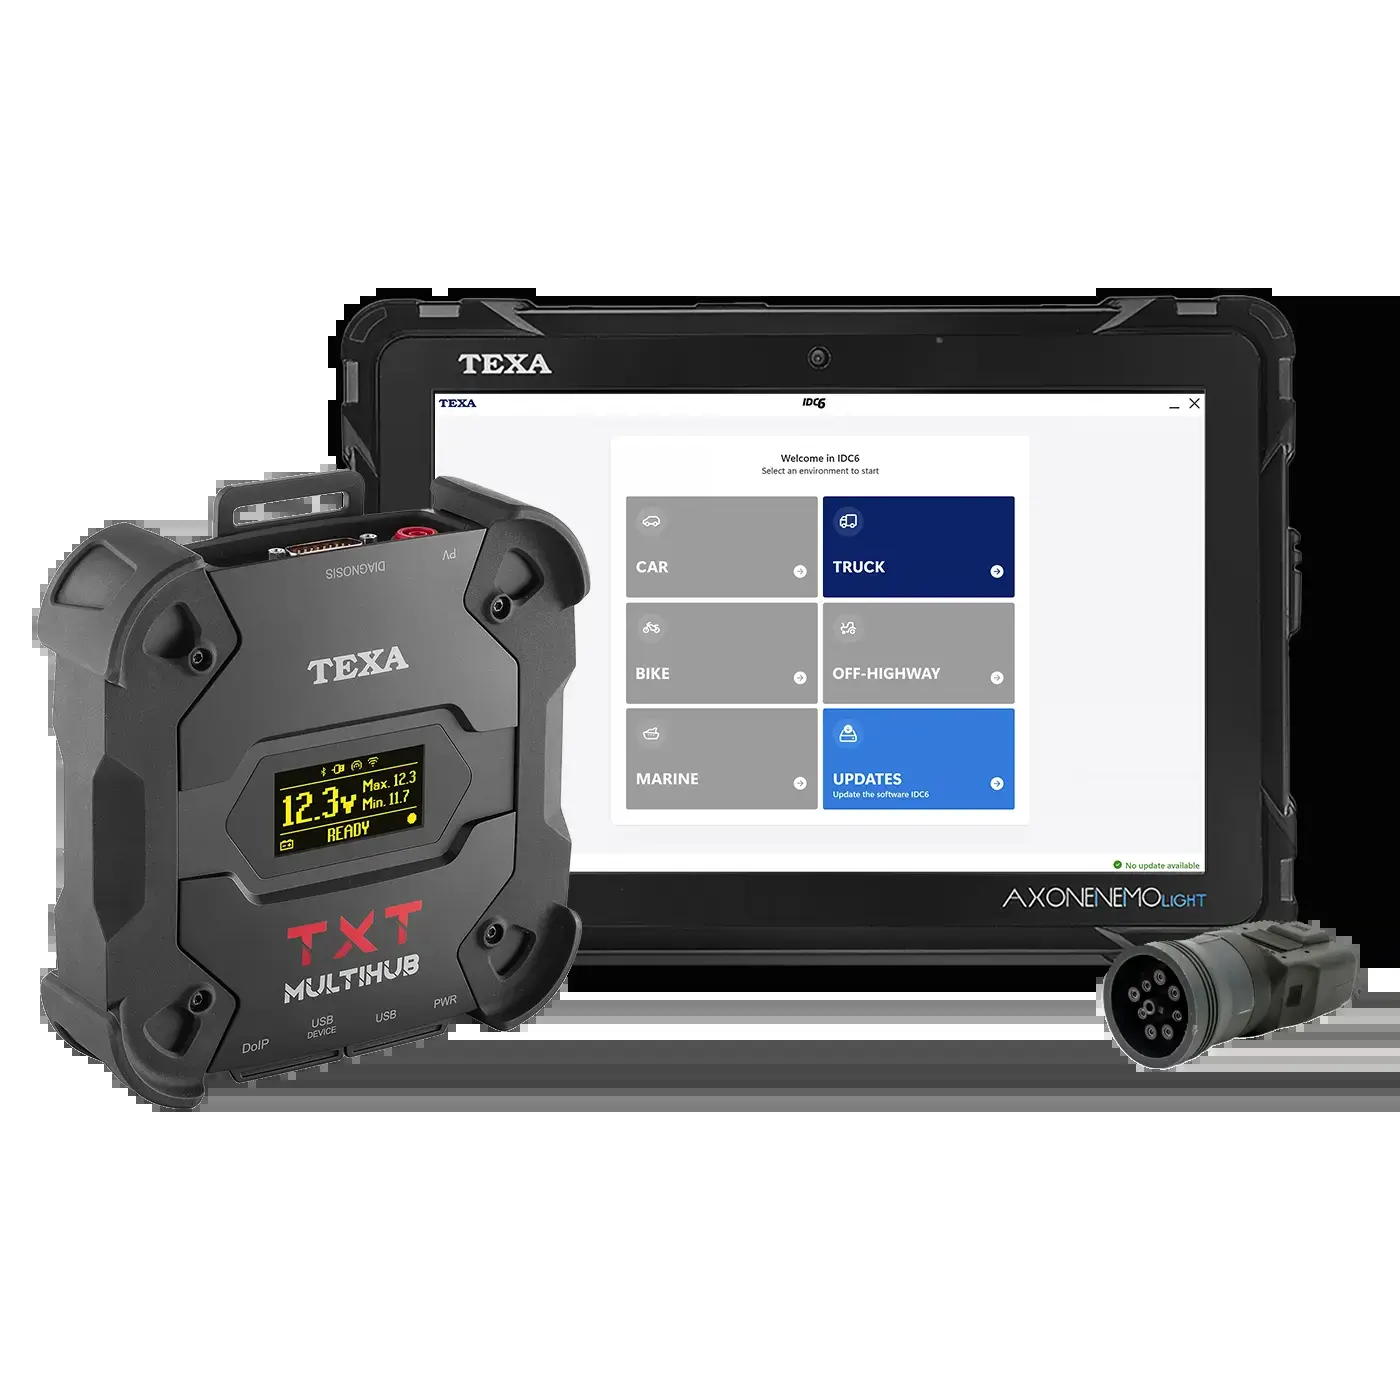 TEXA
TEXA
IDC6
Welcome in IDC6
Select an environment to start
CAR
TRUCK
BIKE
OFF-HIGHWAY
MARINE
UPDATES
Update the software IDC6
No update available
AXONENEMOLIGHT
DIAGNOSIS
PV
TEXA
12.3v
Max. 12.3
Min. 11.7
READY
TXT
MULTIHUB
DoIP
USB
DEVICE
USB
PWR